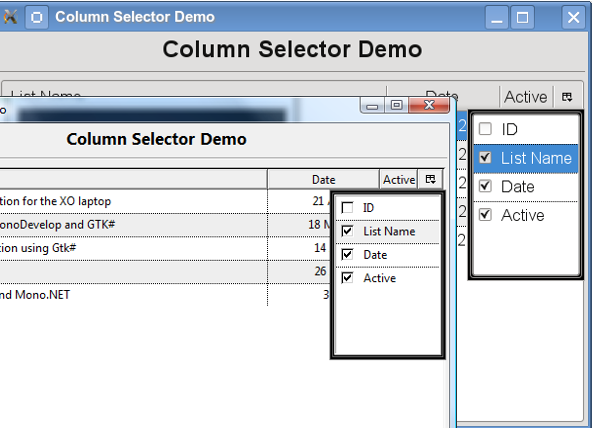 Column Selector Demo
Column Selector Demo
List Name
Date
Active
ID
List Name
Date
Active
2
2
2
2
2
o
Column Selector Demo
Date
Active
tion for the XO laptop
21
onoDevelop and GTK#
18 M
tion using Gtk#
14
26
nd Mono.NET
3
ID
List Name
Date
Active